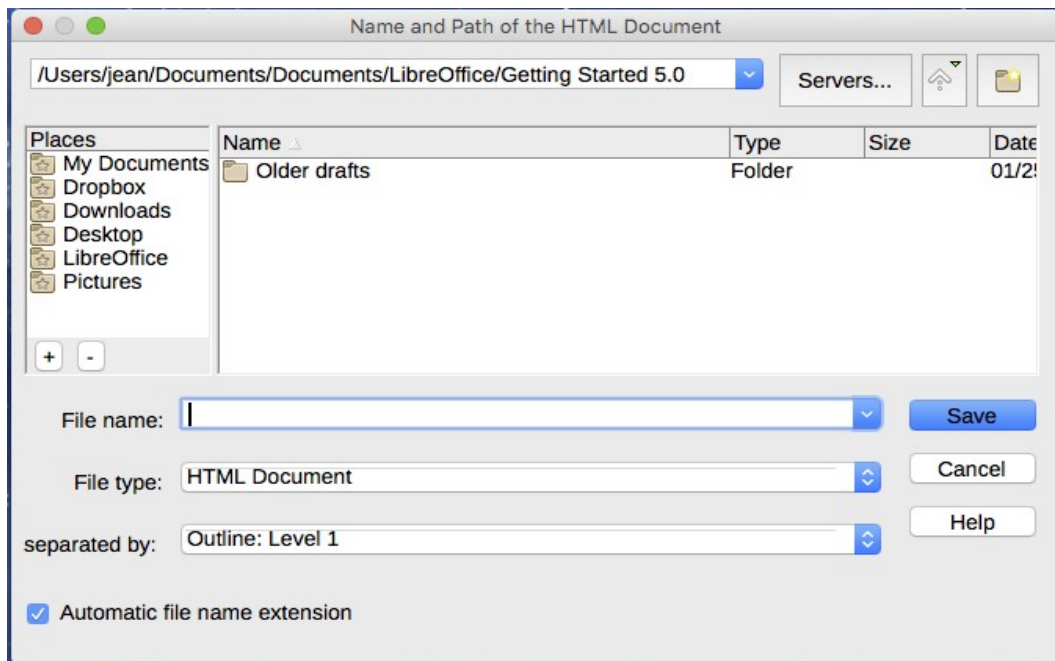 Name and Path of the HTML Document
/Users/jean/Documents/Documents/LibreOffice/Getting Started 5.0
Servers...
Places
My Documents
Dropbox
Downloads
Desktop
LibreOffice
Pictures
+ -
Name Type Size Date
Older drafts Folder 01/25
File name:
Save
File type: HTML Document
Cancel
separated by: Outline: Level 1
Help
Automatic file name extension